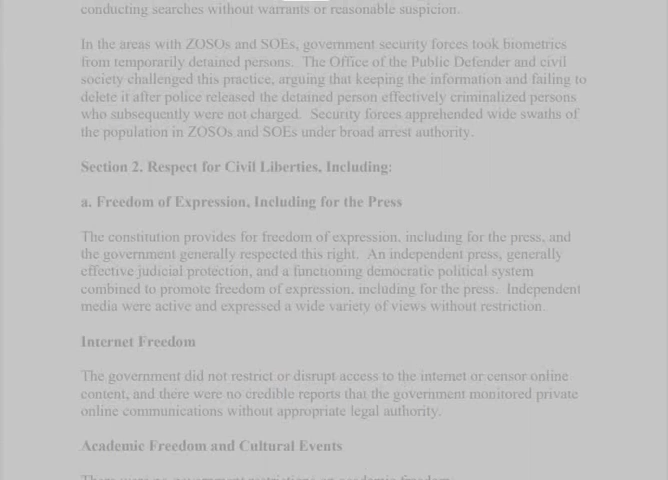 conducting searches without warrants or reasonable suspicion.
In the areas with ZOSOs and SOEs, government security forces took biometrics
from temporarily detained persons.  The Office of the Public Defender and civil
society challenged this practice, arguing that keeping the information and failing to
delete it after police released the detained person effectively criminalized persons
who subsequently were not charged.  Security forces apprehended wide swaths of
the population in ZOSOs and SOEs under broad arrest authority.
Section 2. Respect for Civil Liberties, Including:
a. Freedom of Expression, Including for the Press
The constitution provides for freedom of expression, including for the press, and
the government generally respected this right.  An independent press, generally
effective judicial protection, and a functioning democratic political system
combined to promote freedom of expression, including for the press.  Independent
media were active and expressed a wide variety of views without restriction.
Internet Freedom
The government did not restrict or disrupt access to the internet or censor online
content, and there were no credible reports that the government monitored private
online communications without appropriate legal authority.
Academic Freedom and Cultural Events
There were no government restrictions on academic freedom